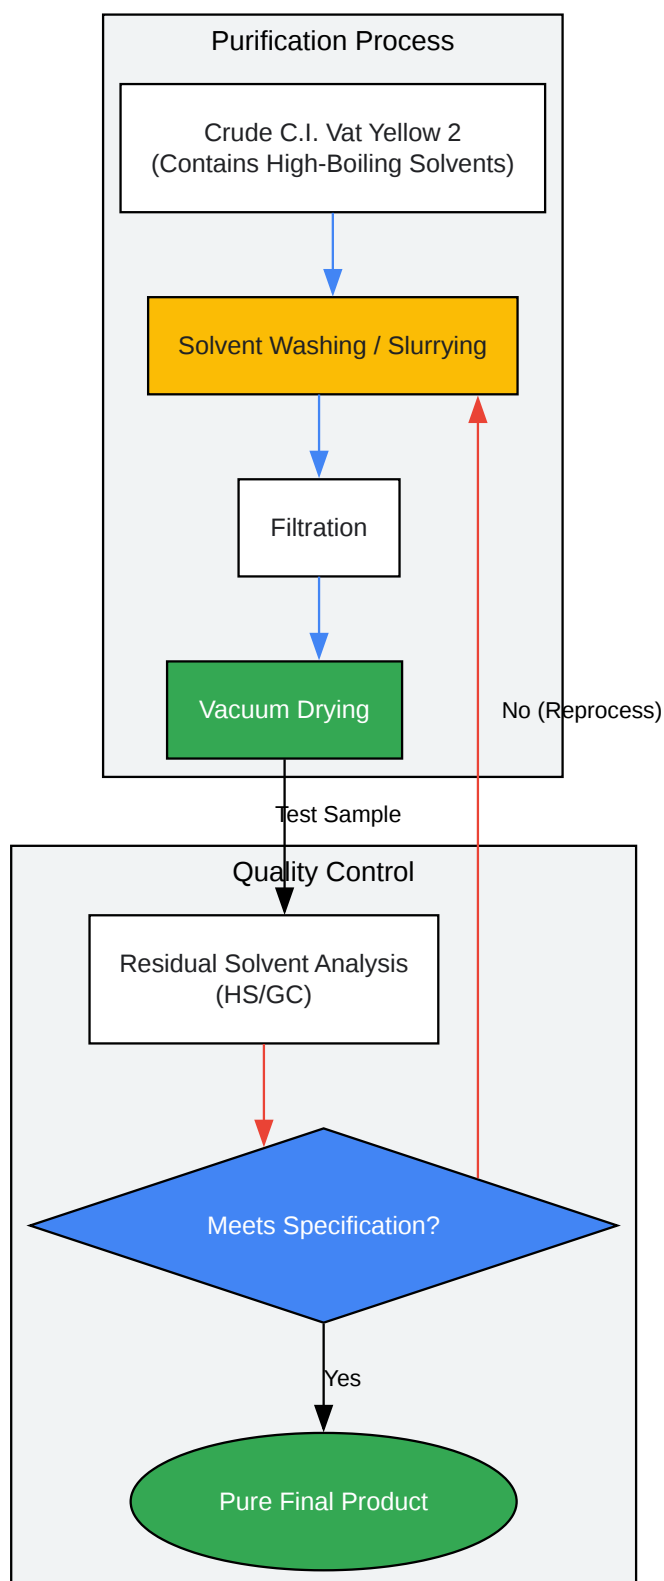 Purification Process
Crude C.I. Vat Yellow 2
(Contains High-Boiling Solvents)
Solvent Washing / Slurrying
Filtration
Vacuum Drying
No (Reprocess)
Test Sample
Quality Control
Residual Solvent Analysis
(HS/GC)
Meets Specification?
Yes
Pure Final Product